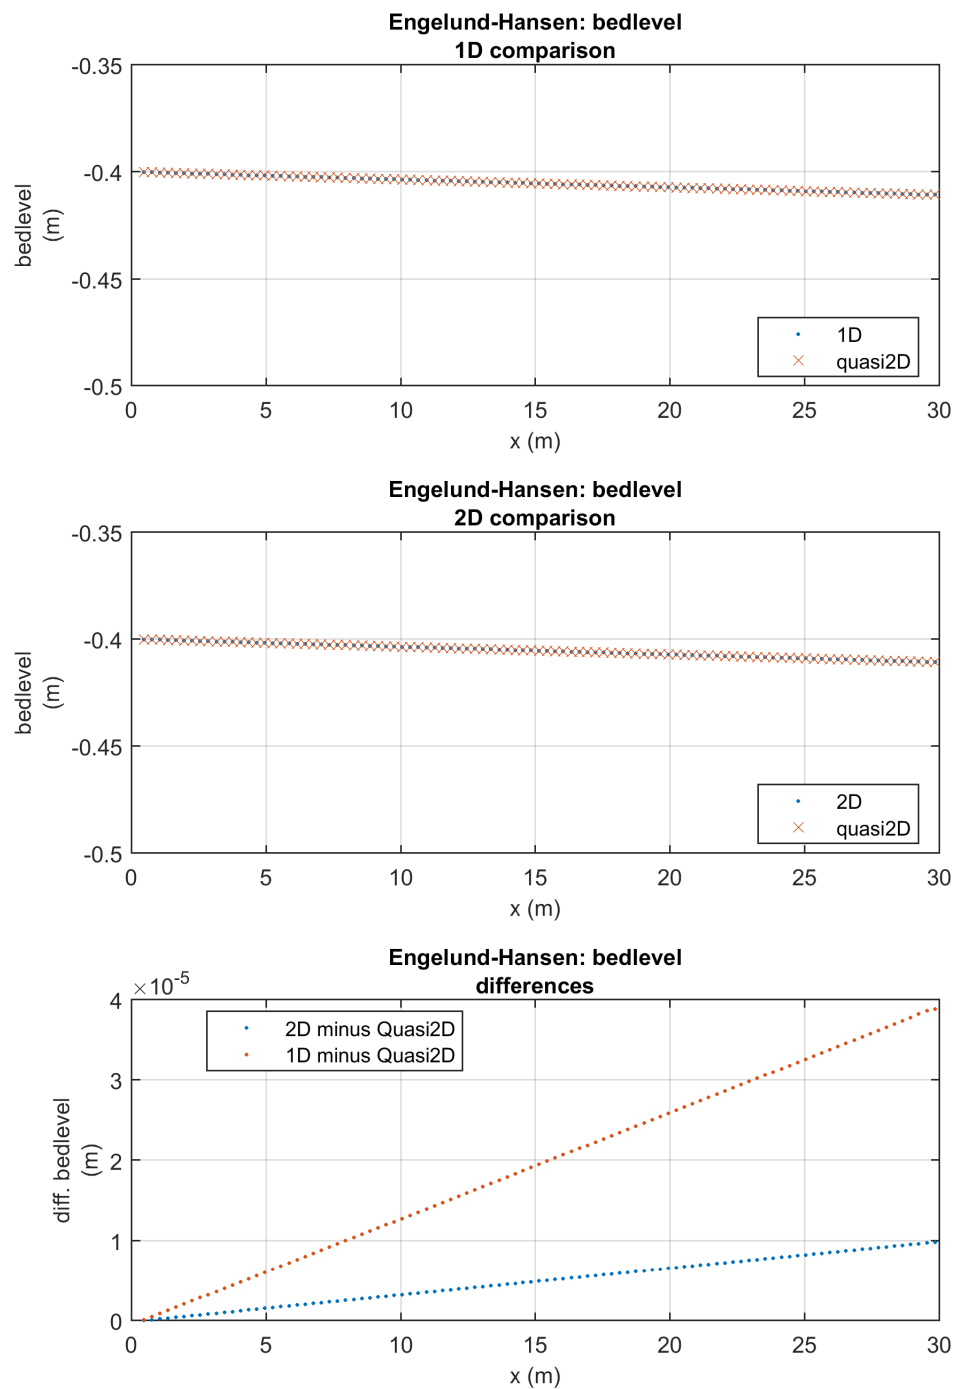 Engelund-Hansen: bedlevel
1D comparison
-0.35
-0.4
-0.45
-0.5
bedlevel
(m)
1D
quasi2D
0 5 10 15 20 25 30
x (m)
Engelund-Hansen: bedlevel
2D comparison
-0.35
-0.4
-0.45
-0.5
bedlevel
(m)
2D
quasi2D
0 5 10 15 20 25 30
x (m)
Engelund-Hansen: bedlevel
differences
×10⁻⁵
4
3
2
1
0
diff. bedlevel
(m)
2D minus Quasi2D
1D minus Quasi2D
0 5 10 15 20 25 30
x (m)